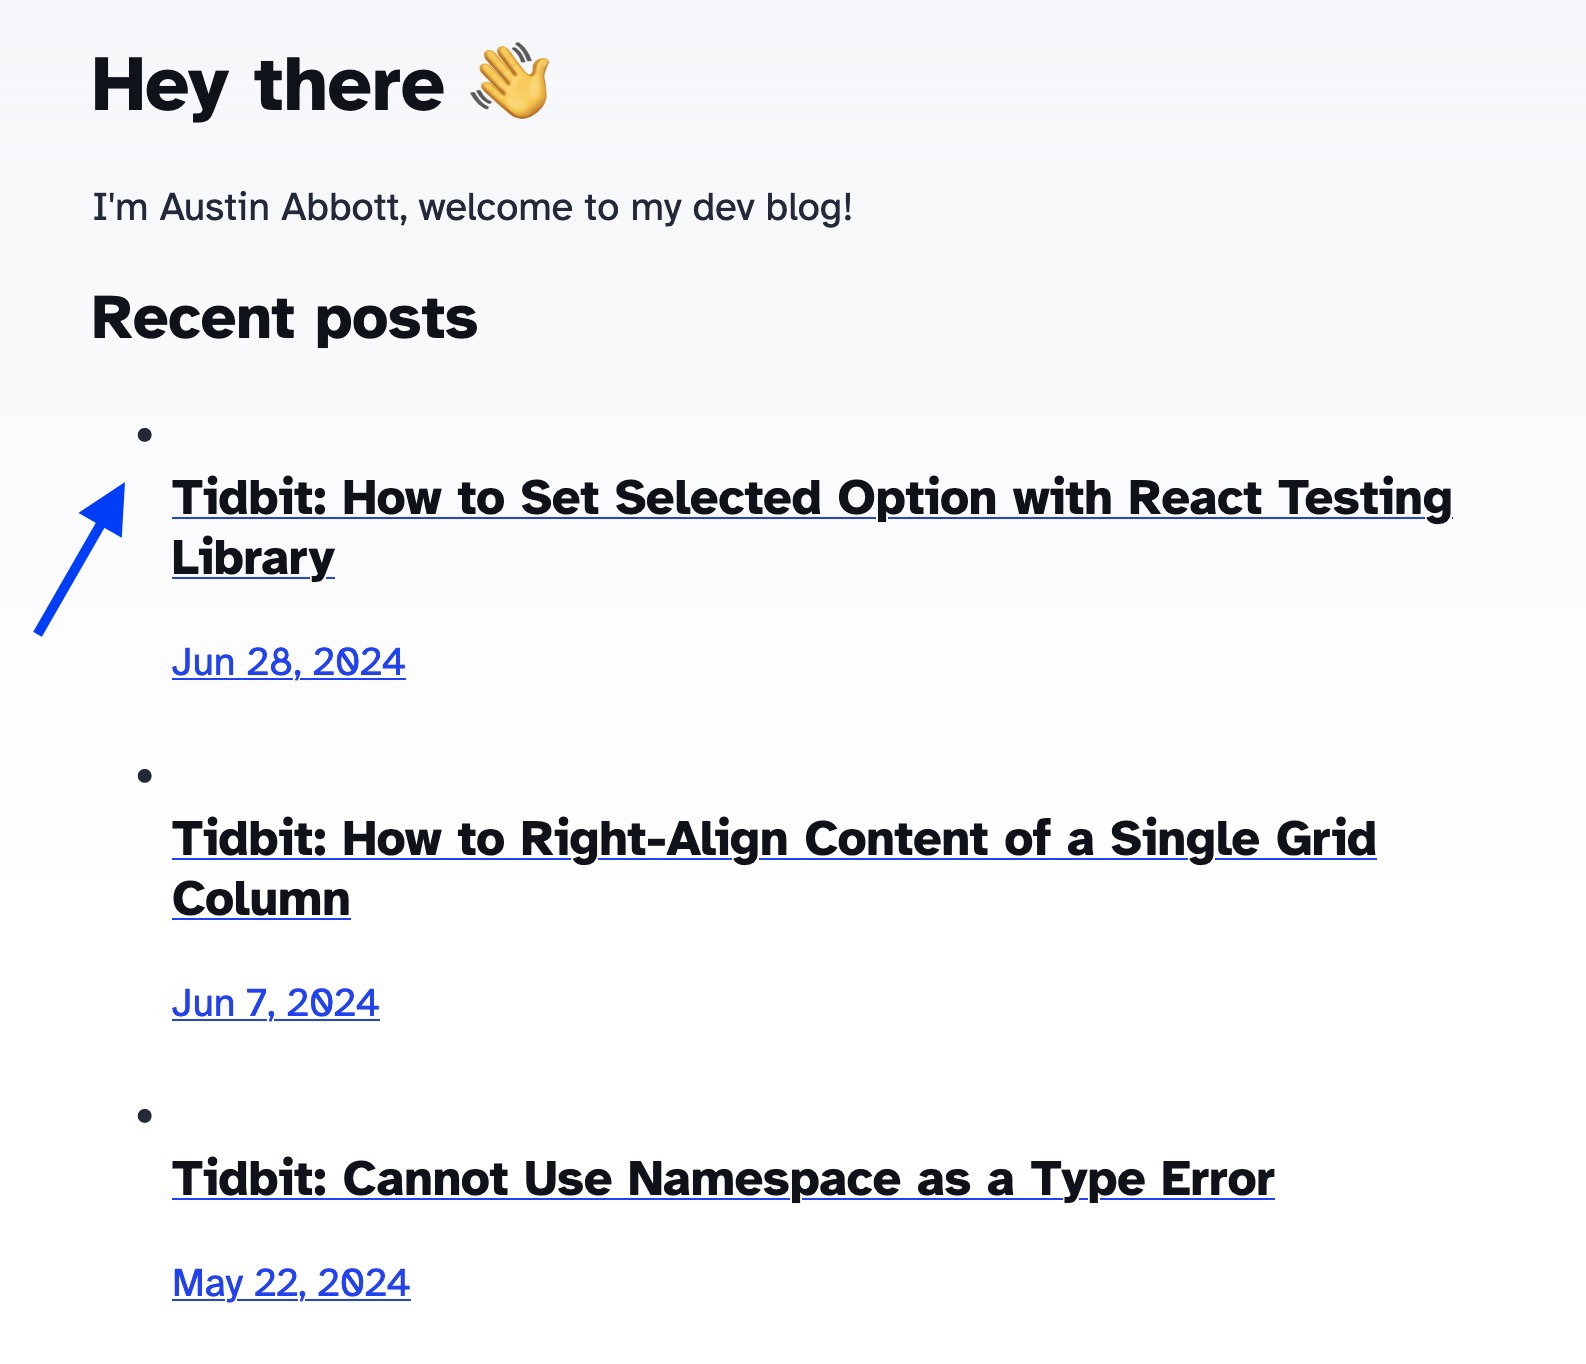 Hey there 👋
I'm Austin Abbott, welcome to my dev blog!
Recent posts
• Tidbit: How to Set Selected Option with React Testing
Library
Jun 28, 2024
• Tidbit: How to Right-Align Content of a Single Grid
Column
Jun 7, 2024
• Tidbit: Cannot Use Namespace as a Type Error
May 22, 2024